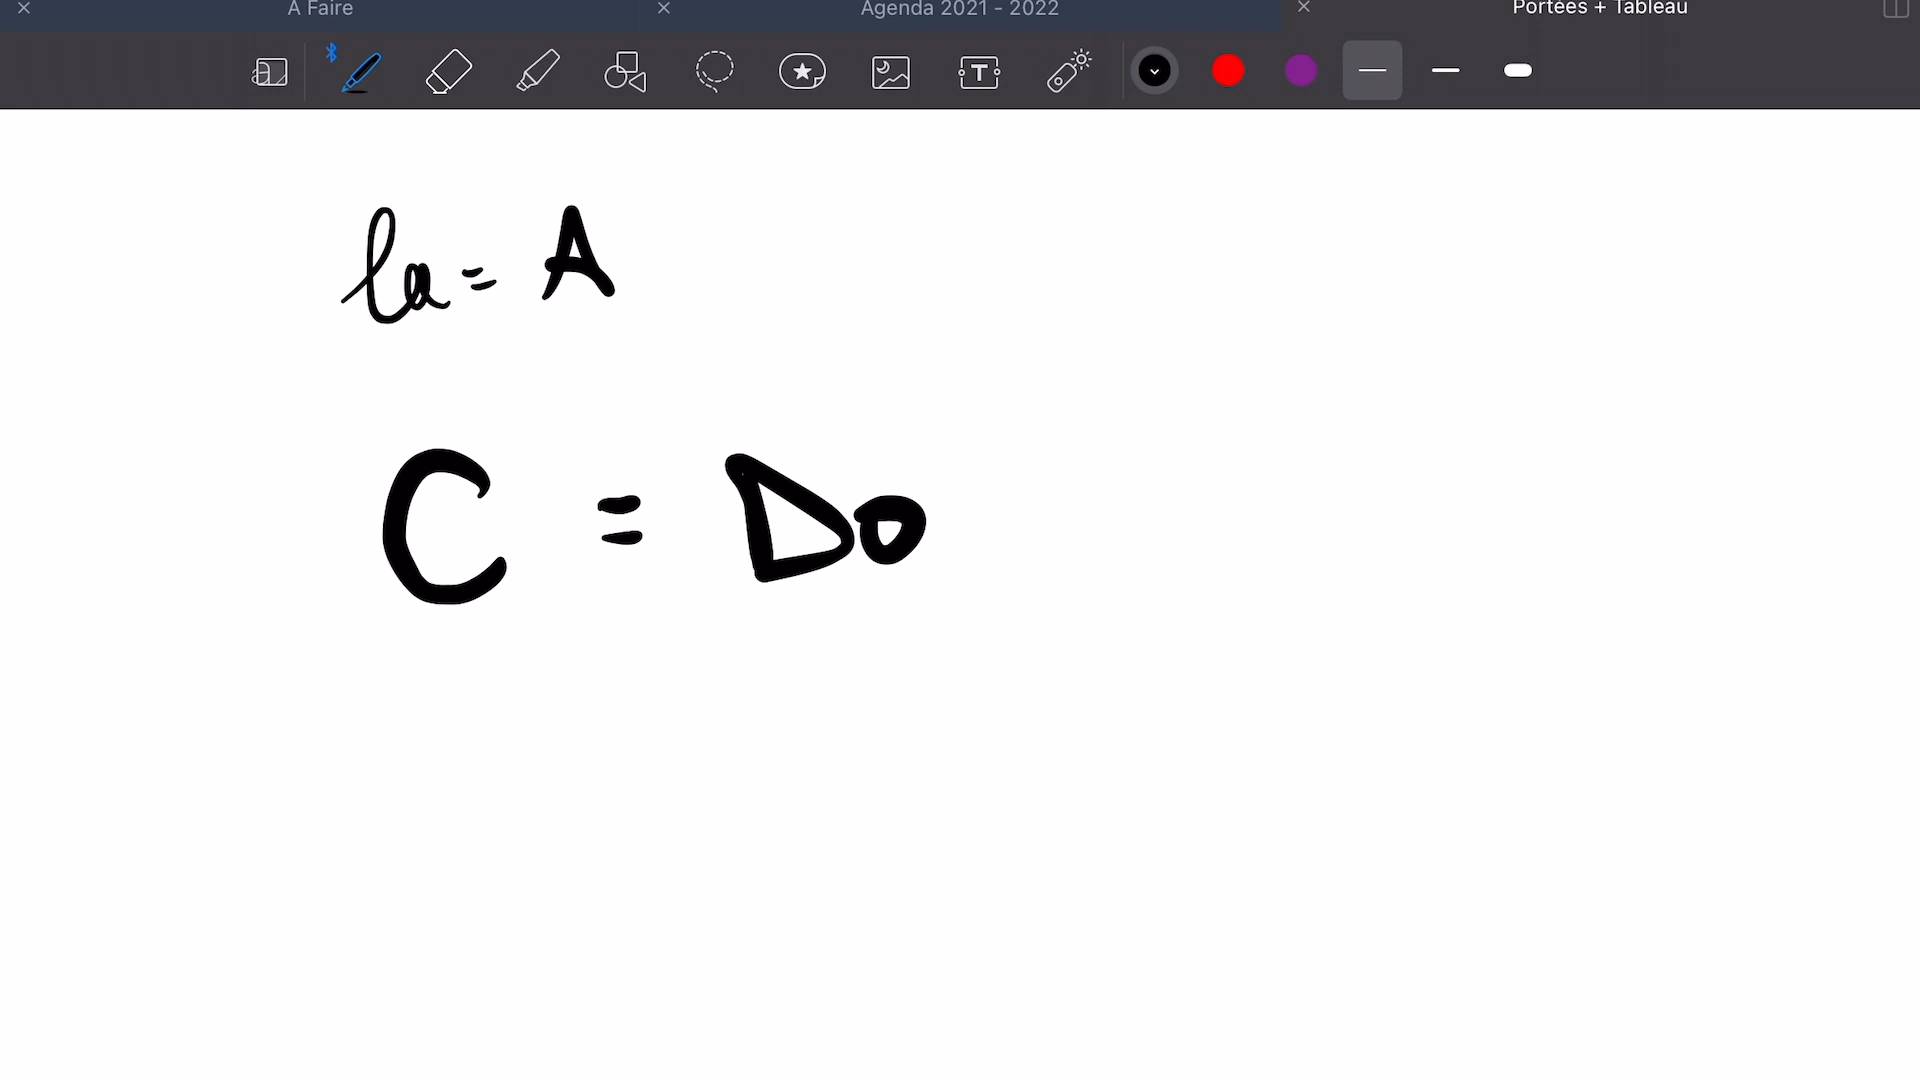 A Faire
Agenda 2021 - 2022
Portées + Tableau
la = A
C = Do